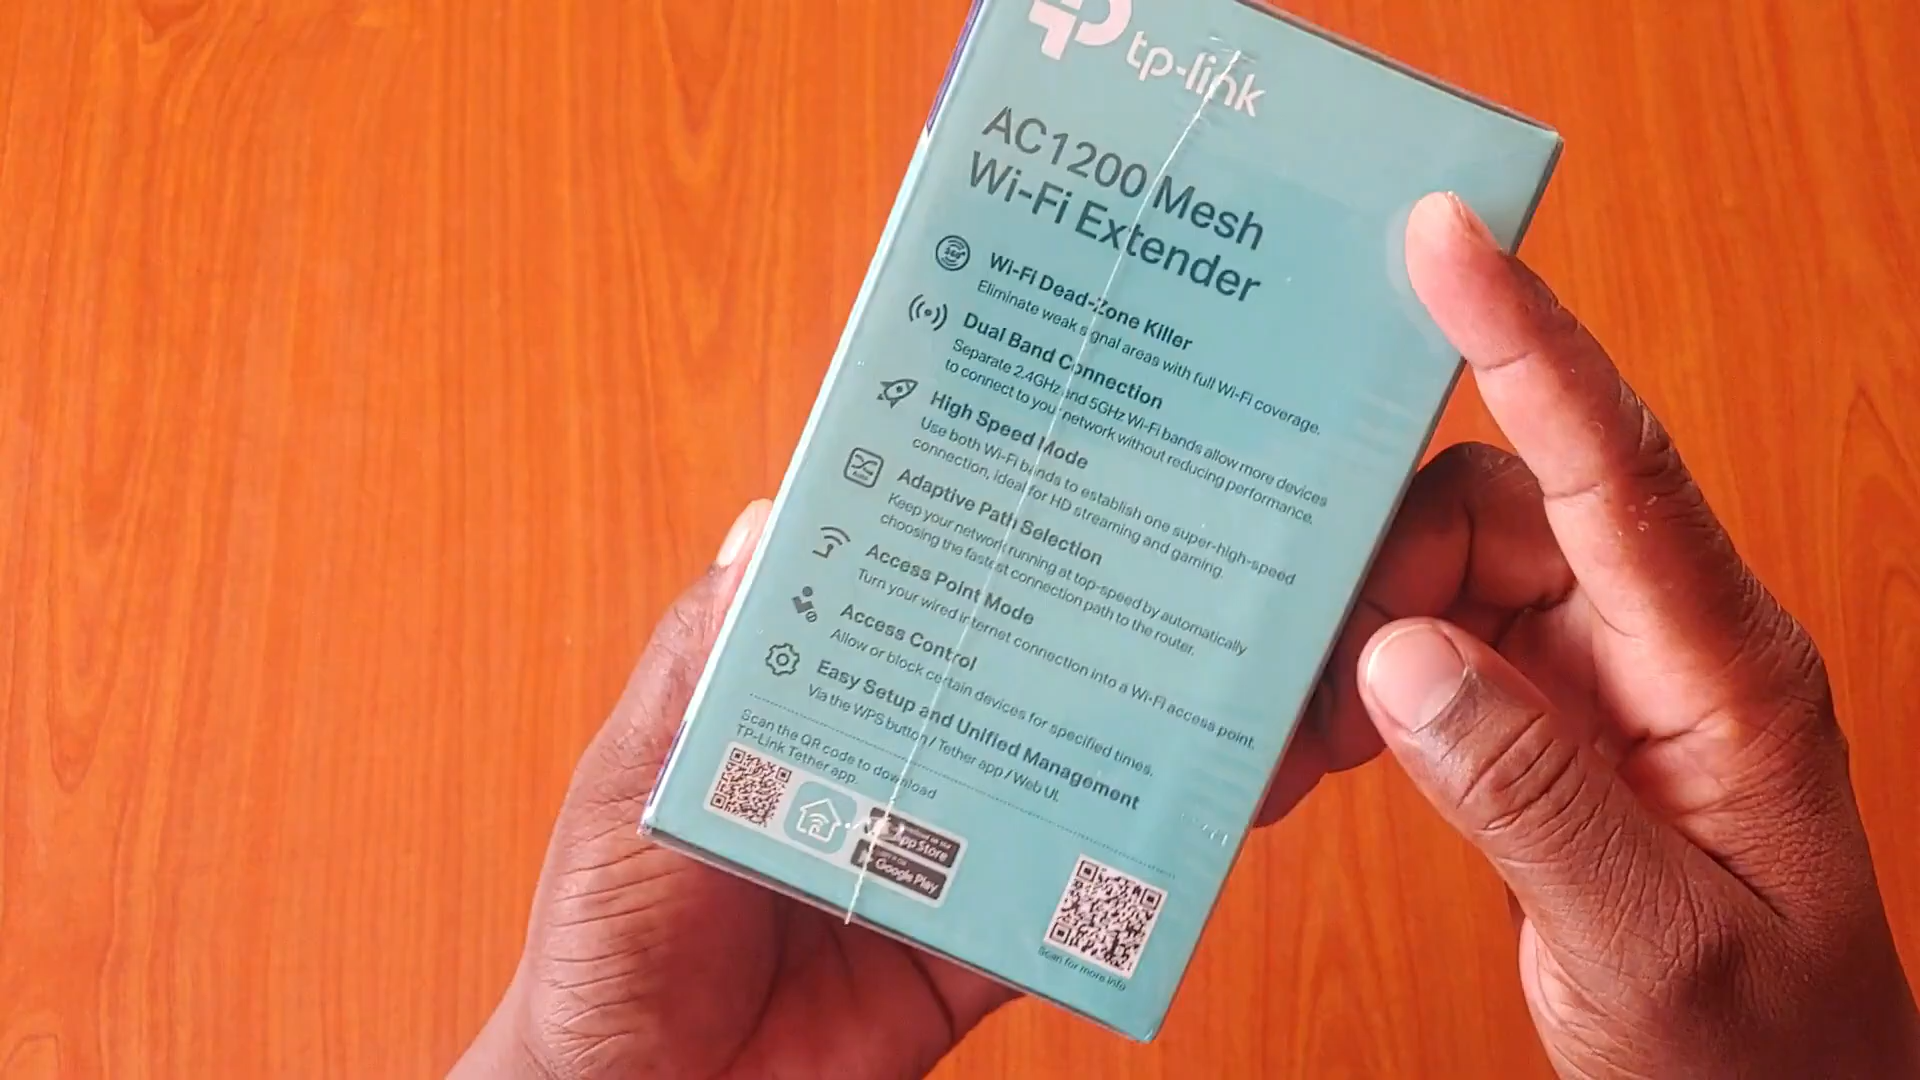 tp-link
AC1200 Mesh
Wi-Fi Extender
Wi-Fi Dead-Zone Killer
Eliminate weak signal areas with full Wi-Fi coverage.
Dual Band Connection
Separate 2.4GHz and 5GHz Wi-Fi bands allow more devices
to connect to your network without reducing performance.
High Speed Mode
Use both Wi-Fi bands to establish one super-high-speed
connection, ideal for HD streaming and gaming.
Adaptive Path Selection
Keep your network running at top-speed by automatically
choosing the fastest connection path to the router.
Access Point Mode
Turn your wired internet connection into a Wi-Fi access point.
Access Control
Allow or block certain devices for specified times.
Easy Setup and Unified Management
Via the WPS button / Tether app / Web UI.
Scan the QR code to download
TP-Link Tether app.
App Store
Google Play
Scan for more info